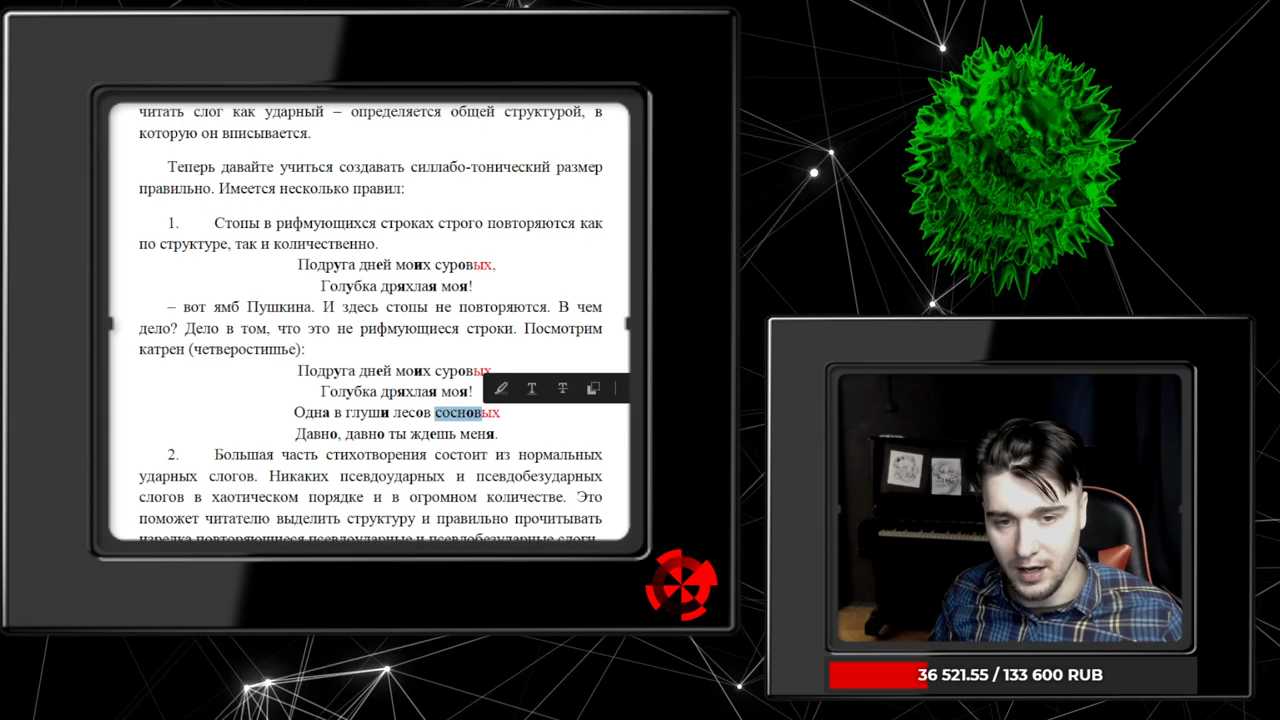 читать слог как ударный – определяется общей структурой, в
которую он вписывается.
Теперь давайте учиться создавать силлабо-тонический размер
правильно. Имеется несколько правил:
1. Стопы в рифмующихся строках строго повторяются как
по структуре, так и количественно.
Подруга дней моих суровых,
Голубка дряхлая моя!
– вот ямб Пушкина. И здесь стопы не повторяются. В чем
дело? Дело в том, что это не рифмующиеся строки. Посмотрим
катрен (четверостишье):
Подруга дней моих суровых
Голубка дряхлая моя!
Одна в глуши лесов сосновых
Давно, давно ты ждешь меня.
2. Большая часть стихотворения состоит из нормальных
ударных слогов. Никаких псевдоударных и псевдобезударных
слогов в хаотическом порядке и в огромном количестве. Это
поможет читателю выделить структуру и правильно прочитывать
изредка повторяющиеся псевдоударные и псевдобезударные слоги.
36 521.55 / 133 600 RUB